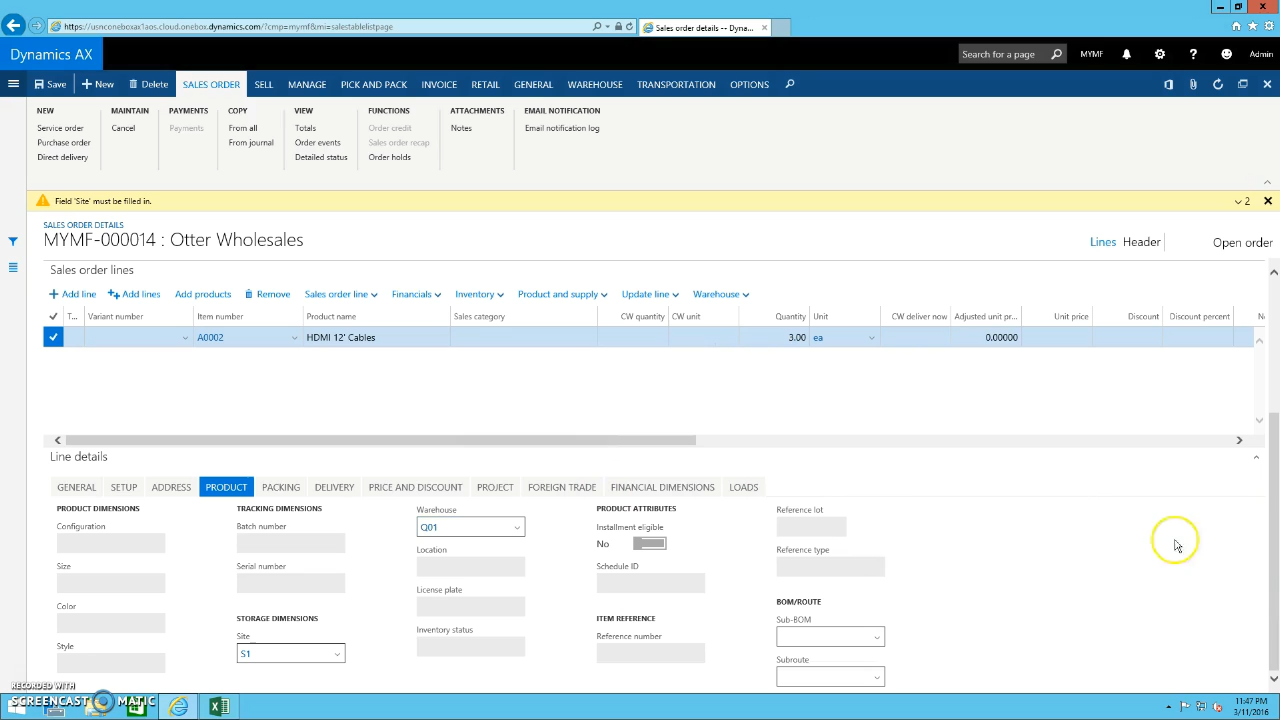 https://usnconeboxax1aos.cloud.onebox.dynamics.com/?cmp=mymf&mi=salestablelistpage
Sales order details -- Dyna...
Dynamics AX
Search for a page
MYMF
Admin
Save
New
Delete
SALES ORDER
SELL
MANAGE
PICK AND PACK
INVOICE
RETAIL
GENERAL
WAREHOUSE
TRANSPORTATION
OPTIONS
NEW
Service order
Purchase order
Direct delivery
MAINTAIN
Cancel
PAYMENTS
Payments
COPY
From all
From journal
VIEW
Totals
Order events
Detailed status
FUNCTIONS
Order credit
Sales order recap
Order holds
ATTACHMENTS
Notes
EMAIL NOTIFICATION
Email notification log
Field 'Site' must be filled in.
2
SALES ORDER DETAILS
MYMF-000014 : Otter Wholesales
Lines
Header
Open order
Sales order lines
Add line
Add lines
Add products
Remove
Sales order line
Financials
Inventory
Product and supply
Update line
Warehouse
T... Variant number Item number Product name Sales category CW quantity CW unit Quantity Unit CW deliver now Adjusted unit pr... Unit price Discount Discount percent N
A0002 HDMI 12' Cables 3.00 ea 0.00000
Line details
GENERAL
SETUP
ADDRESS
PRODUCT
PACKING
DELIVERY
PRICE AND DISCOUNT
PROJECT
FOREIGN TRADE
FINANCIAL DIMENSIONS
LOADS
PRODUCT DIMENSIONS
Configuration
Size
Color
Style
TRACKING DIMENSIONS
Batch number
Serial number
STORAGE DIMENSIONS
Site
S1
Warehouse
Q01
Location
License plate
Inventory status
PRODUCT ATTRIBUTES
Installment eligible
No
Schedule ID
ITEM REFERENCE
Reference number
Reference lot
Reference type
BOM/ROUTE
Sub-BOM
Subroute
RECORDED WITH
SCREENCAST MATIC
11:47 PM
3/11/2016